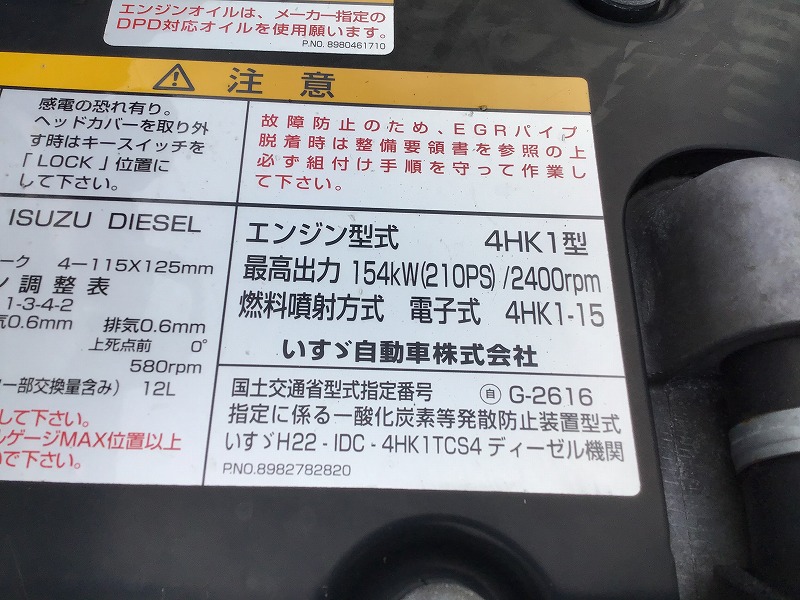 エンジンオイルは、メーカー指定の
DPD対応オイルを使用願います。
P.NO. 8980461710
注意
感電の恐れ有り。
ヘッドカバーを取り外
す時はキースイッチを
「LOCK」位置に
して下さい。
故障防止のため、EGRパイプ
脱着時は整備要領書を参照の上
必ず組付け手順を守って作業し
て下さい。
ISUZU DIESEL
ーク 4-115X125mm
ン調整表
1-3-4-2
気0.6mm 排気0.6mm
上死点前 0°
580rpm
ー部交換量含み) 12L
して下さい。
ルゲージMAX位置以上
いで下さい。
エンジン型式 4HK1型
最高出力 154kW(210PS) /2400rpm
燃料噴射方式 電子式 4HK1-15
いすゞ自動車株式会社
国土交通省型式指定番号 自 G-2616
指定に係る一酸化炭素等発散防止装置型式
いすゞH22 - IDC - 4HK1TCS4 ディーゼル機関
P.NO.8982782820